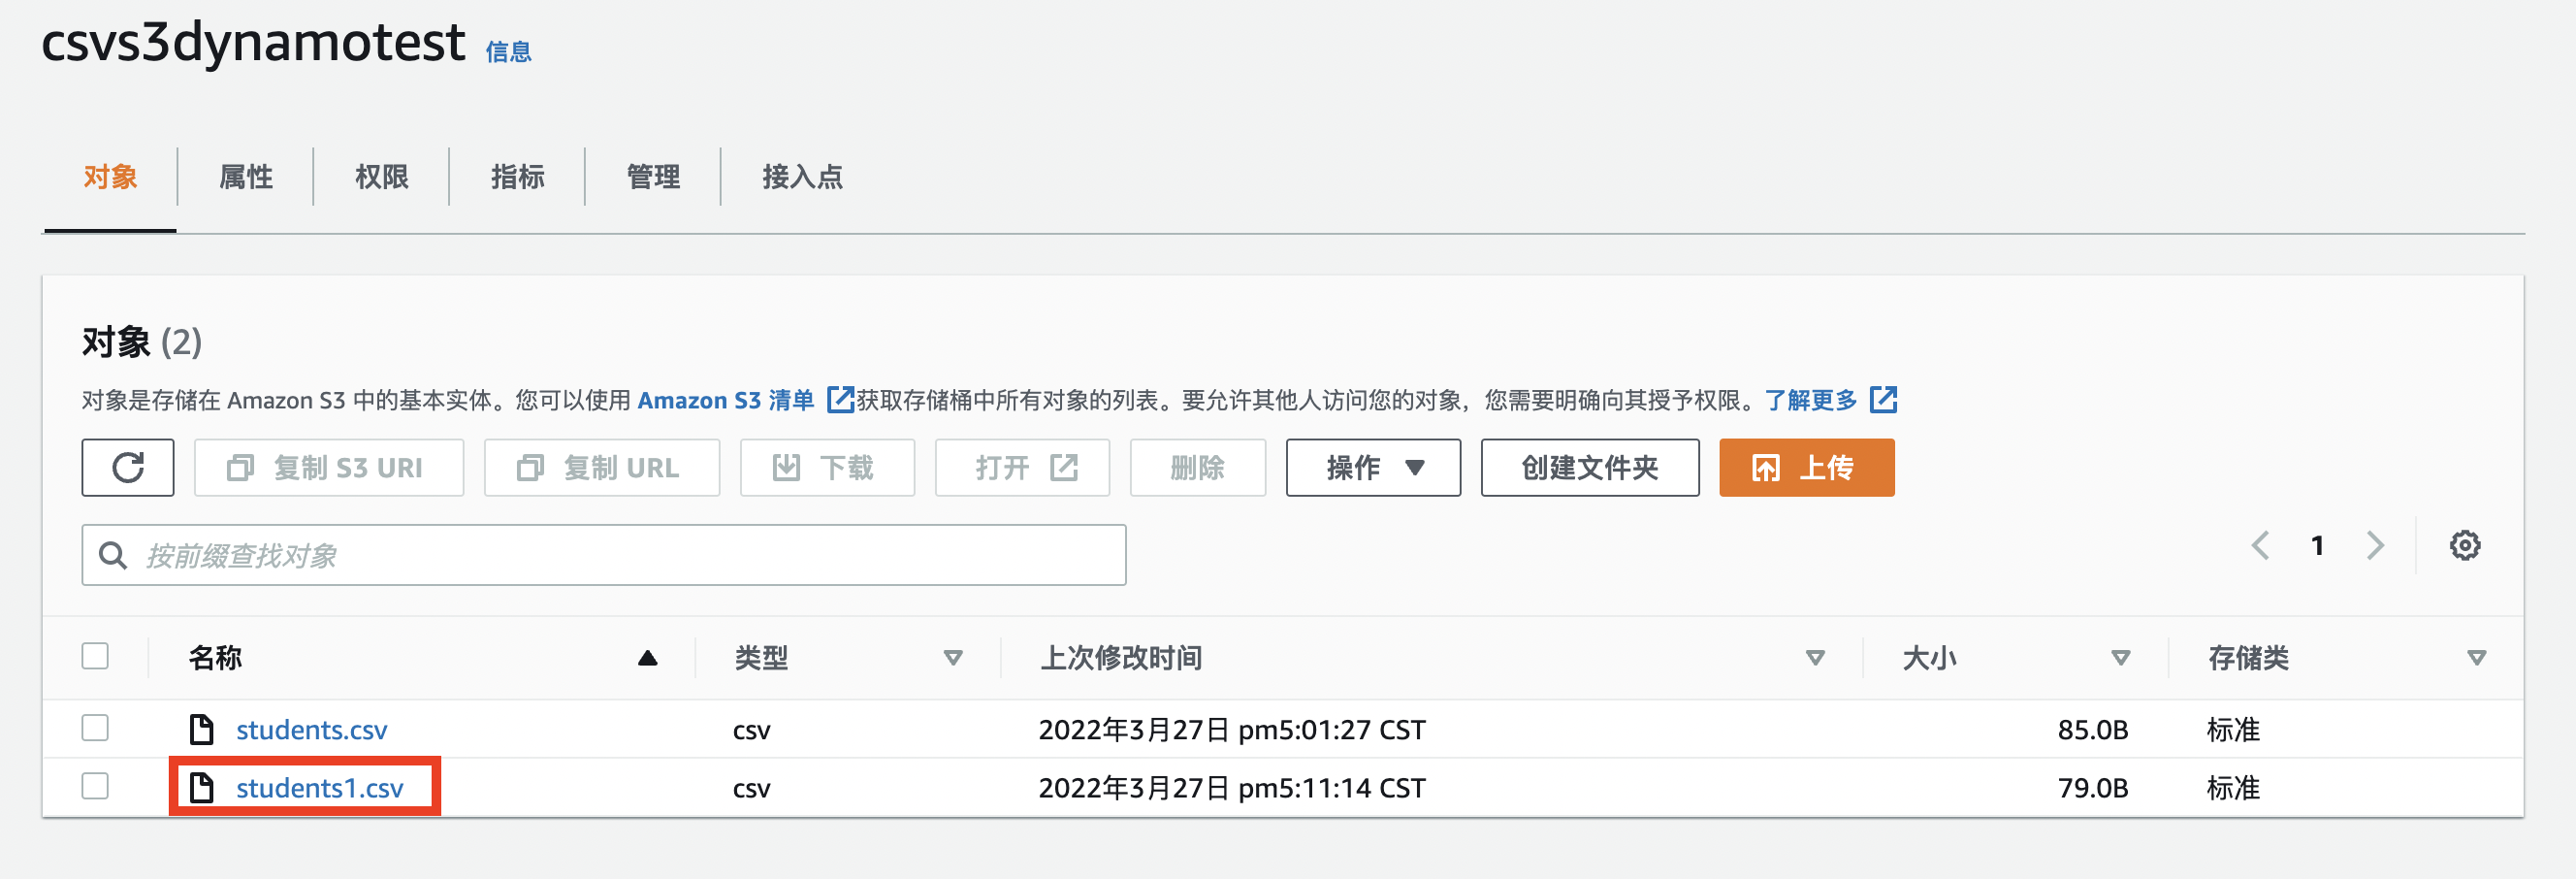 csvs3dynamotest 信息
对象 属性 权限 指标 管理 接入点
对象 (2)
对象是存储在 Amazon S3 中的基本实体。您可以使用 Amazon S3 清单 获取存储桶中所有对象的列表。要允许其他人访问您的对象，您需要明确向其授予权限。了解更多
复制 S3 URI 复制 URL 下载 打开 删除 操作 创建文件夹 上传
按前缀查找对象 1
名称 类型 上次修改时间 大小 存储类
students.csv csv 2022年3月27日 pm5:01:27 CST 85.0B 标准
students1.csv csv 2022年3月27日 pm5:11:14 CST 79.0B 标准